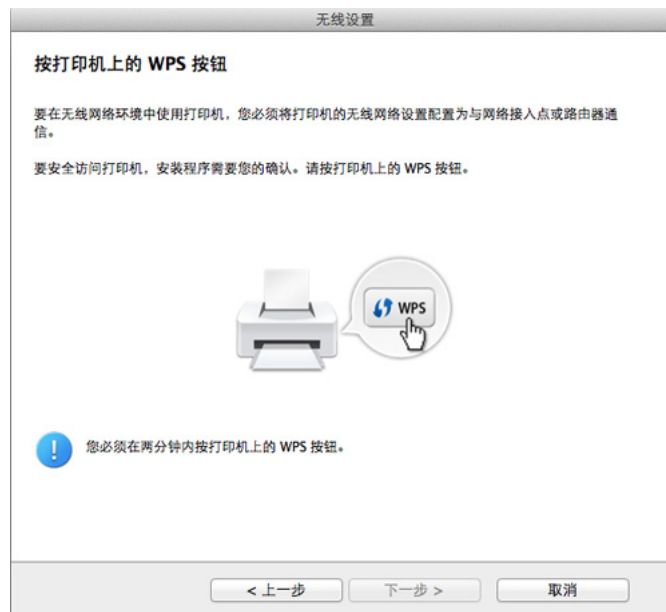 无线设置
按打印机上的 WPS 按钮
要在无线网络环境中使用打印机，您必须将打印机的无线网络设置配置为与网络接入点或路由器通
信。
要安全访问打印机，安装程序需要您的确认。请按打印机上的 WPS 按钮。
WPS
您必须在两分钟内按打印机上的 WPS 按钮。
< 上一步 下一步 > 取消